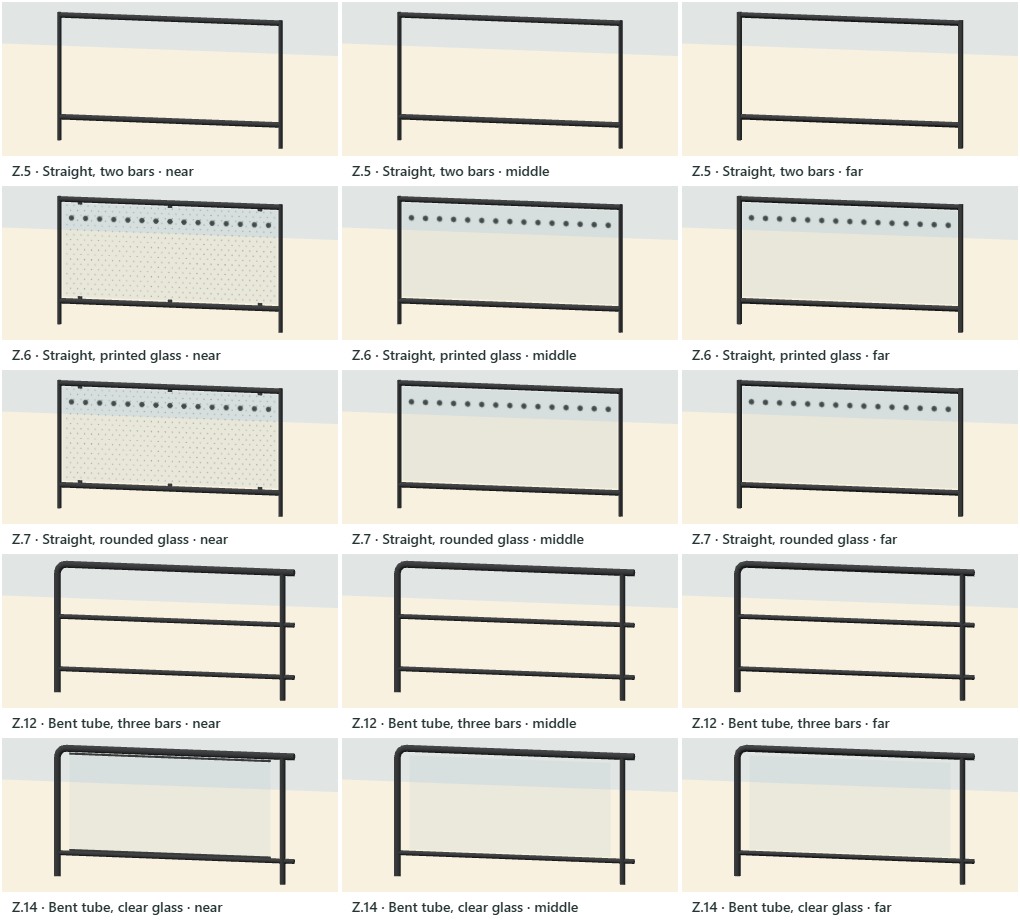 Z.5 · Straight, two bars · near
Z.5 · Straight, two bars · middle
Z.5 · Straight, two bars · far
Z.6 · Straight, printed glass · near
Z.6 · Straight, printed glass · middle
Z.6 · Straight, printed glass · far
Z.7 · Straight, rounded glass · near
Z.7 · Straight, rounded glass · middle
Z.7 · Straight, rounded glass · far
Z.12 · Bent tube, three bars · near
Z.12 · Bent tube, three bars · middle
Z.12 · Bent tube, three bars · far
Z.14 · Bent tube, clear glass · near
Z.14 · Bent tube, clear glass · middle
Z.14 · Bent tube, clear glass · far